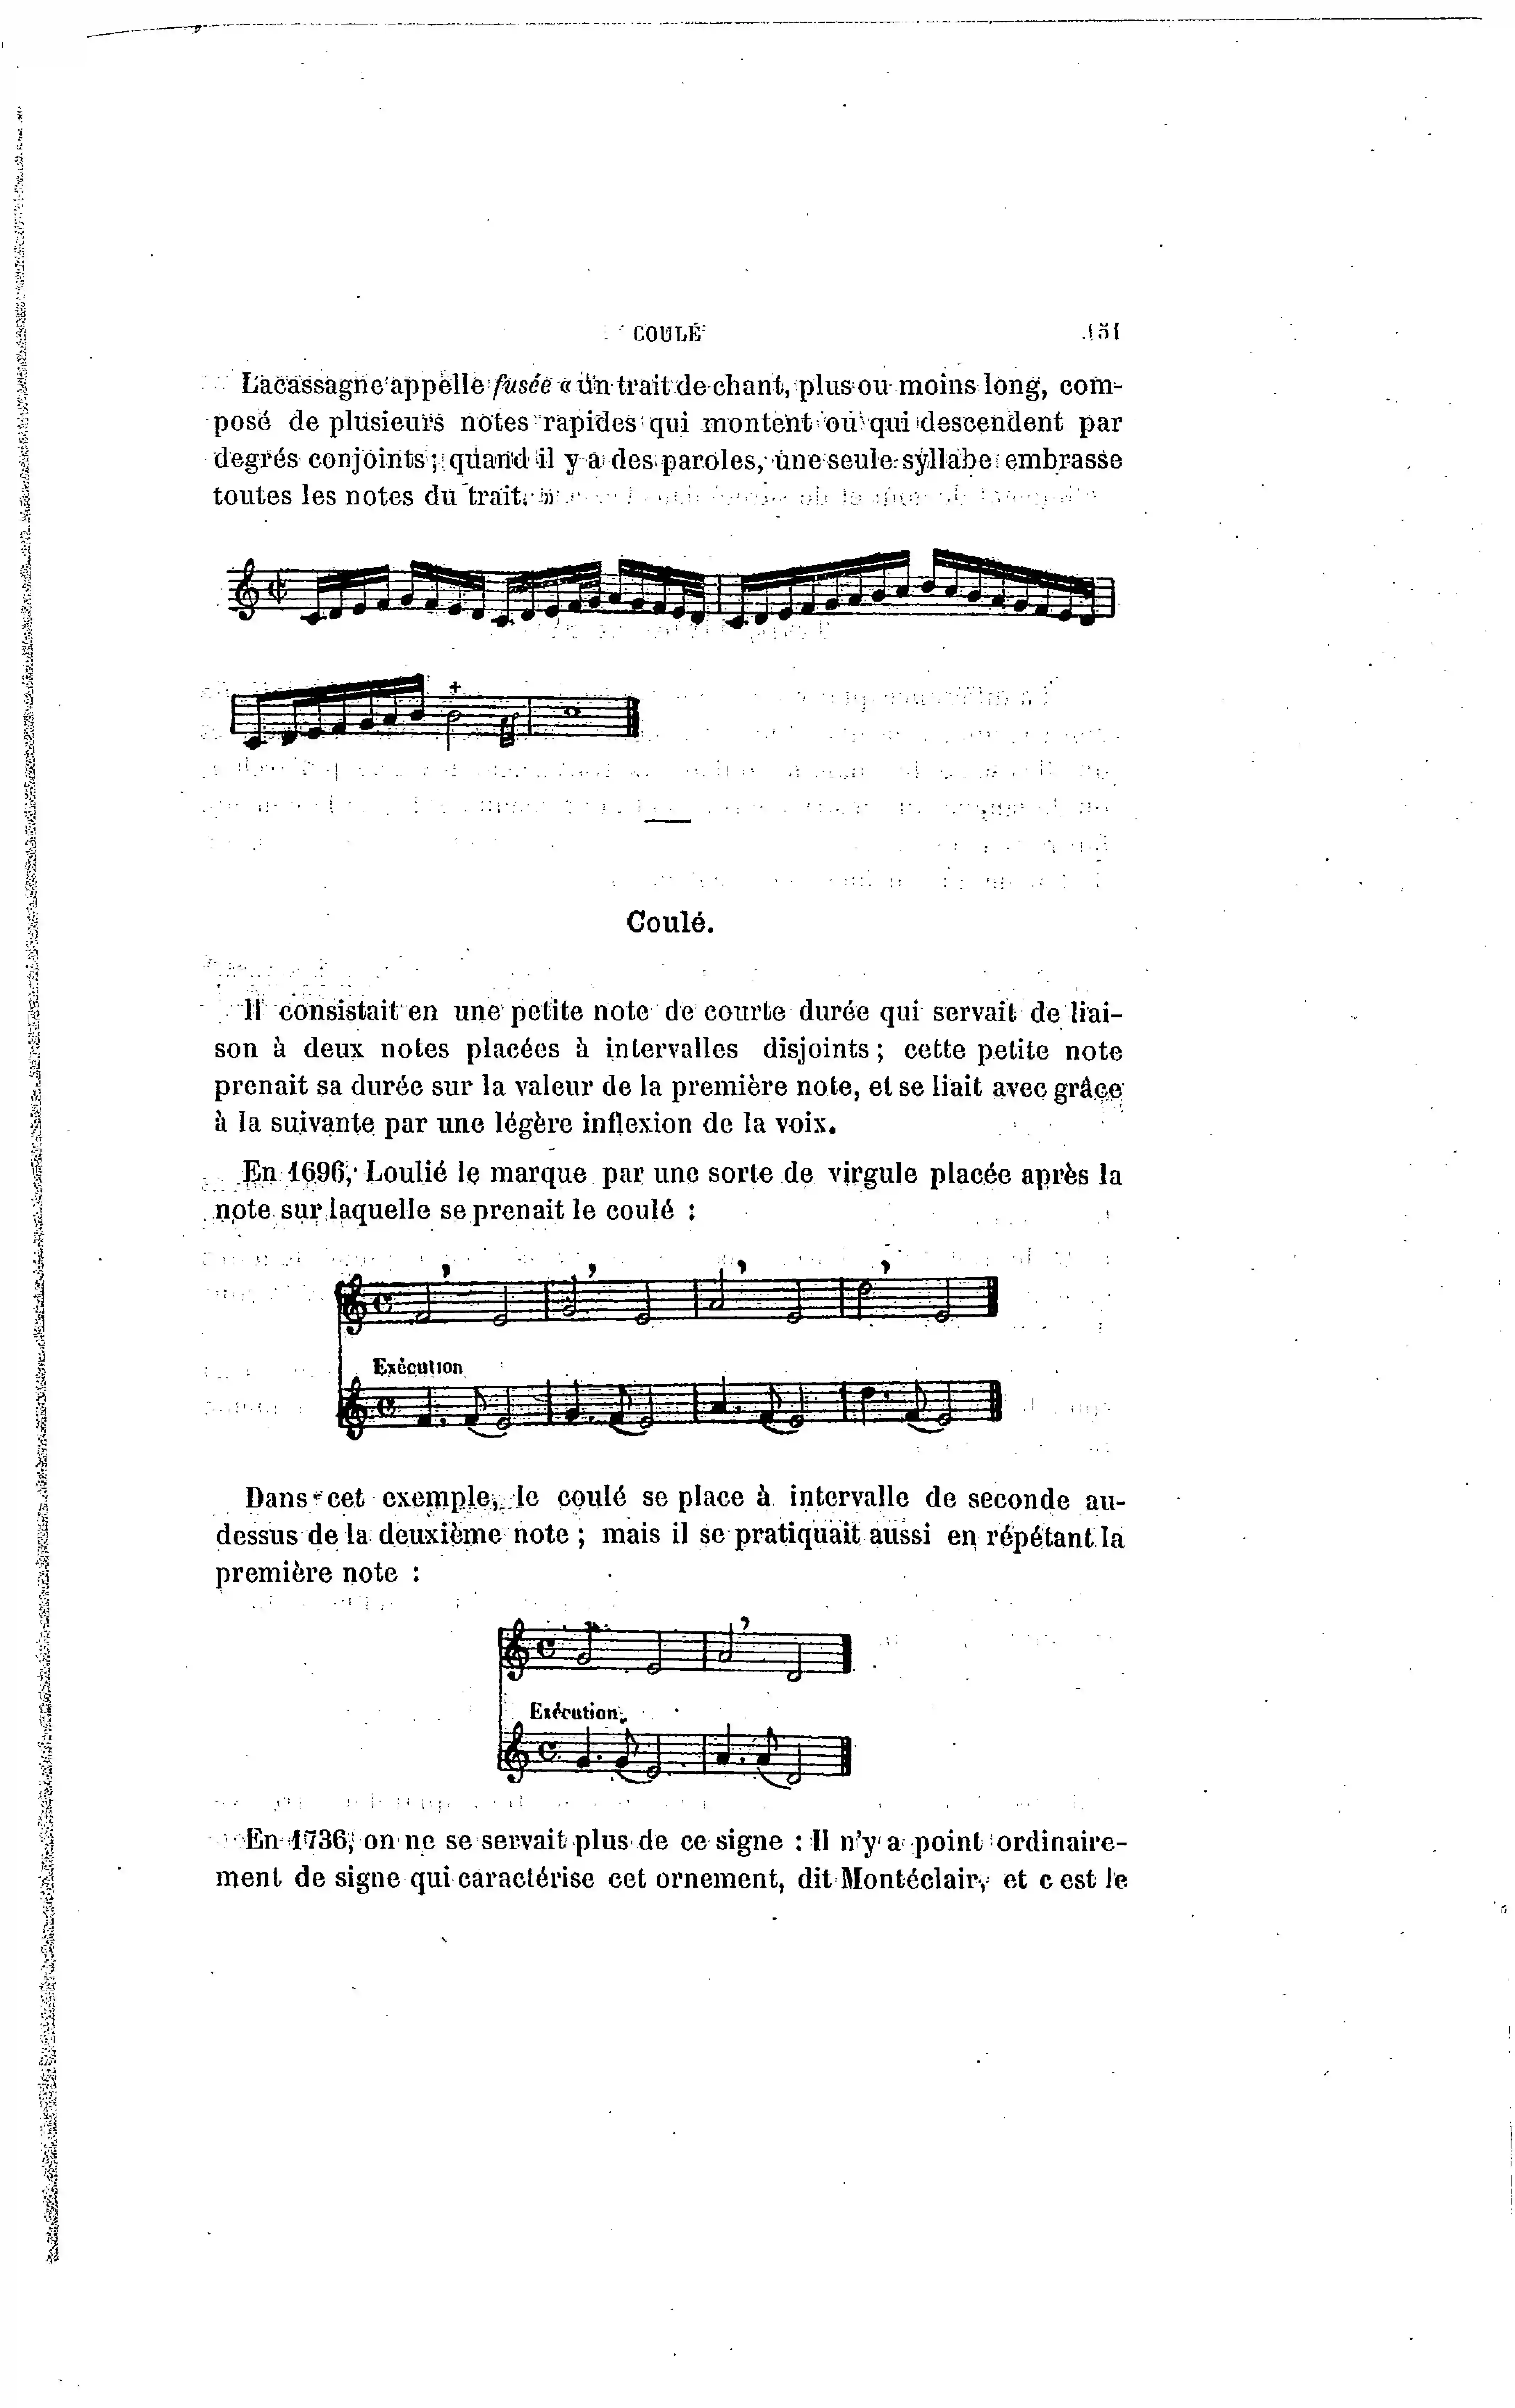 COULÉ 151
Lacassagne appelle fusée « un trait de chant, plus ou moins long, com-
posé de plusieurs notes rapides qui montent ou qui descendent par
degrés conjoints ; quand il y a des paroles, une seule syllabe embrasse
toutes les notes du trait. »
Coulé.
Il consistait en une petite note de courte durée qui servait de liai-
son à deux notes placées à intervalles disjoints ; cette petite note
prenait sa durée sur la valeur de la première note, et se liait avec grâce
à la suivante par une légère inflexion de la voix.
En 1696, Loulié le marque par une sorte de virgule placée après la
note sur laquelle se prenait le coulé :
Exécution
Dans cet exemple, le coulé se place à intervalle de seconde au-
dessus de la deuxième note ; mais il se pratiquait aussi en répétant la
première note :
Exécution.
En 1736, on ne se servait plus de ce signe : Il n'y a point ordinaire-
ment de signe qui caractérise cet ornement, dit Montéclair, et c est le